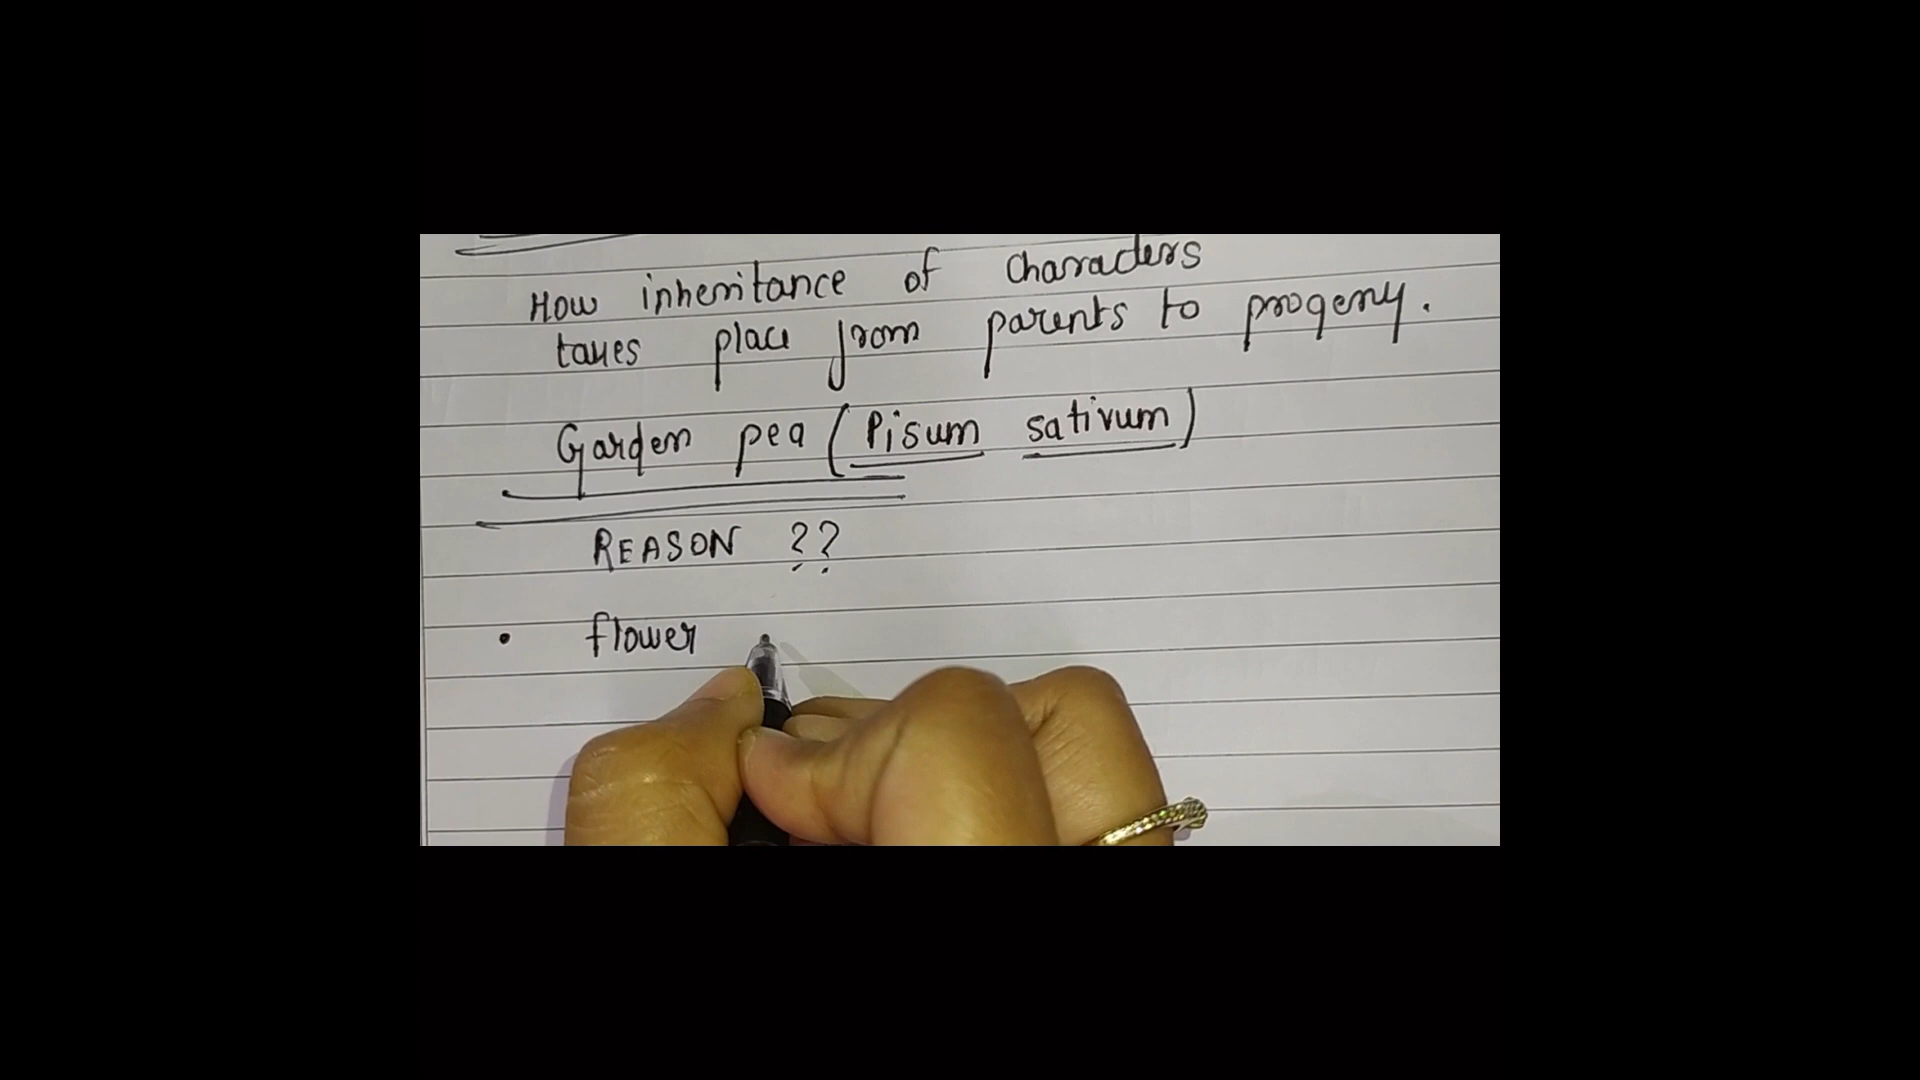 How inheritance of characters
takes place from parents to progeny.
Garden pea (Pisum sativum)
REASON ??
• flower